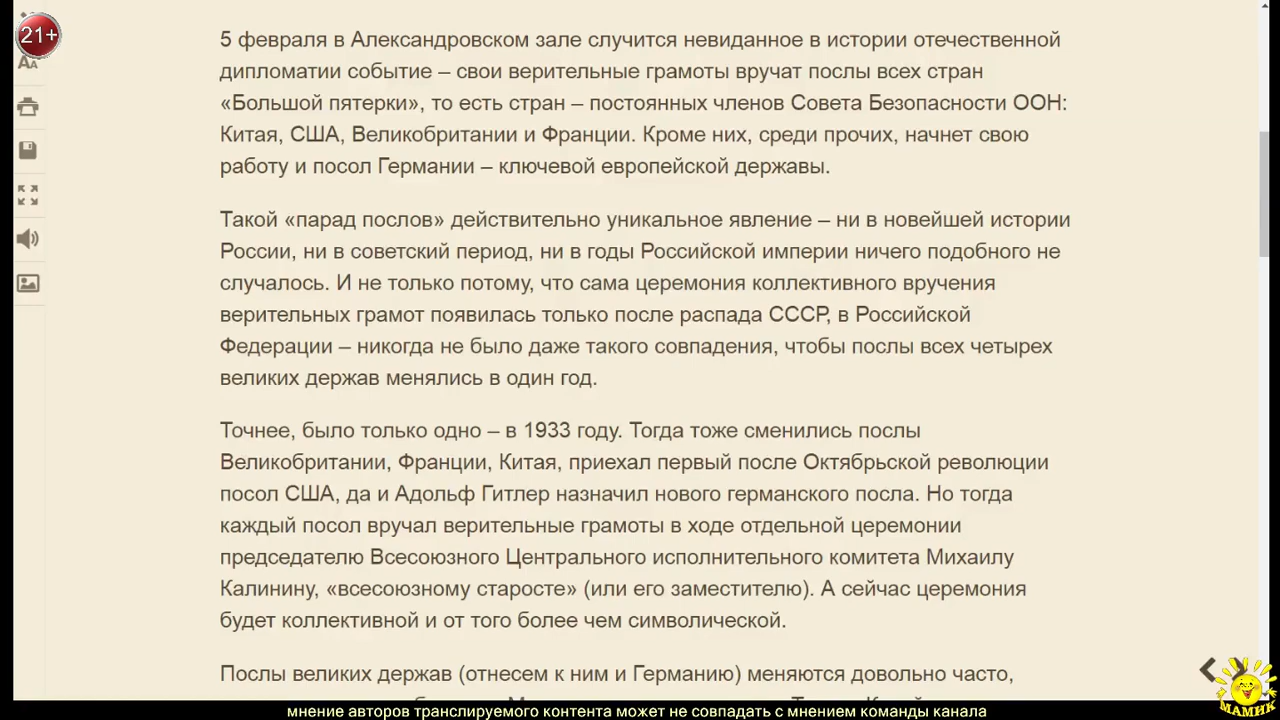 21+
AA
5 февраля в Александровском зале случится невиданное в истории отечественной
дипломатии событие – свои верительные грамоты вручат послы всех стран
«Большой пятерки», то есть стран – постоянных членов Совета Безопасности ООН:
Китая, США, Великобритании и Франции. Кроме них, среди прочих, начнет свою
работу и посол Германии – ключевой европейской державы.
Такой «парад послов» действительно уникальное явление – ни в новейшей истории
России, ни в советский период, ни в годы Российской империи ничего подобного не
случалось. И не только потому, что сама церемония коллективного вручения
верительных грамот появилась только после распада СССР, в Российской
Федерации – никогда не было даже такого совпадения, чтобы послы всех четырех
великих держав менялись в один год.
Точнее, было только одно – в 1933 году. Тогда тоже сменились послы
Великобритании, Франции, Китая, приехал первый после Октябрьской революции
посол США, да и Адольф Гитлер назначил нового германского посла. Но тогда
каждый посол вручал верительные грамоты в ходе отдельной церемонии
председателю Всесоюзного Центрального исполнительного комитета Михаилу
Калинину, «всесоюзному старосте» (или его заместителю). А сейчас церемония
будет коллективной и от того более чем символической.
Послы великих держав (отнесем к ним и Германию) меняются довольно часто,
МАМИК
мнение авторов транслируемого контента может не совпадать с мнением команды канала